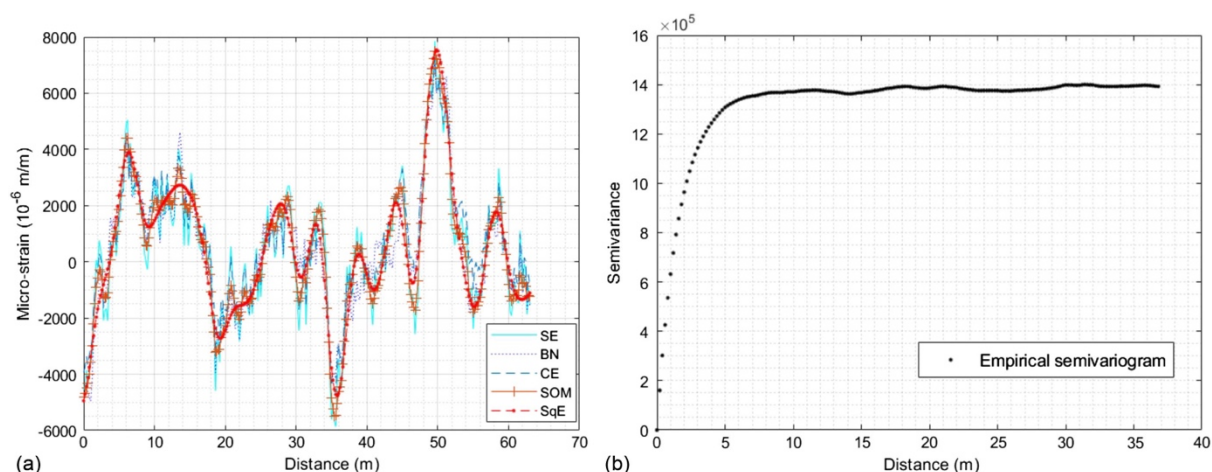 8000
6000
4000
2000
0
-2000
-4000
-6000
Micro-strain (10⁻⁶ m/m)
0 10 20 30 40 50 60 70
Distance (m)
SE
BN
CE
SOM
SqE
(a)
×10⁵
16
14
12
10
8
6
4
2
0
Semivariance
0 5 10 15 20 25 30 35 40
Distance (m)
Empirical semivariogram
(b)